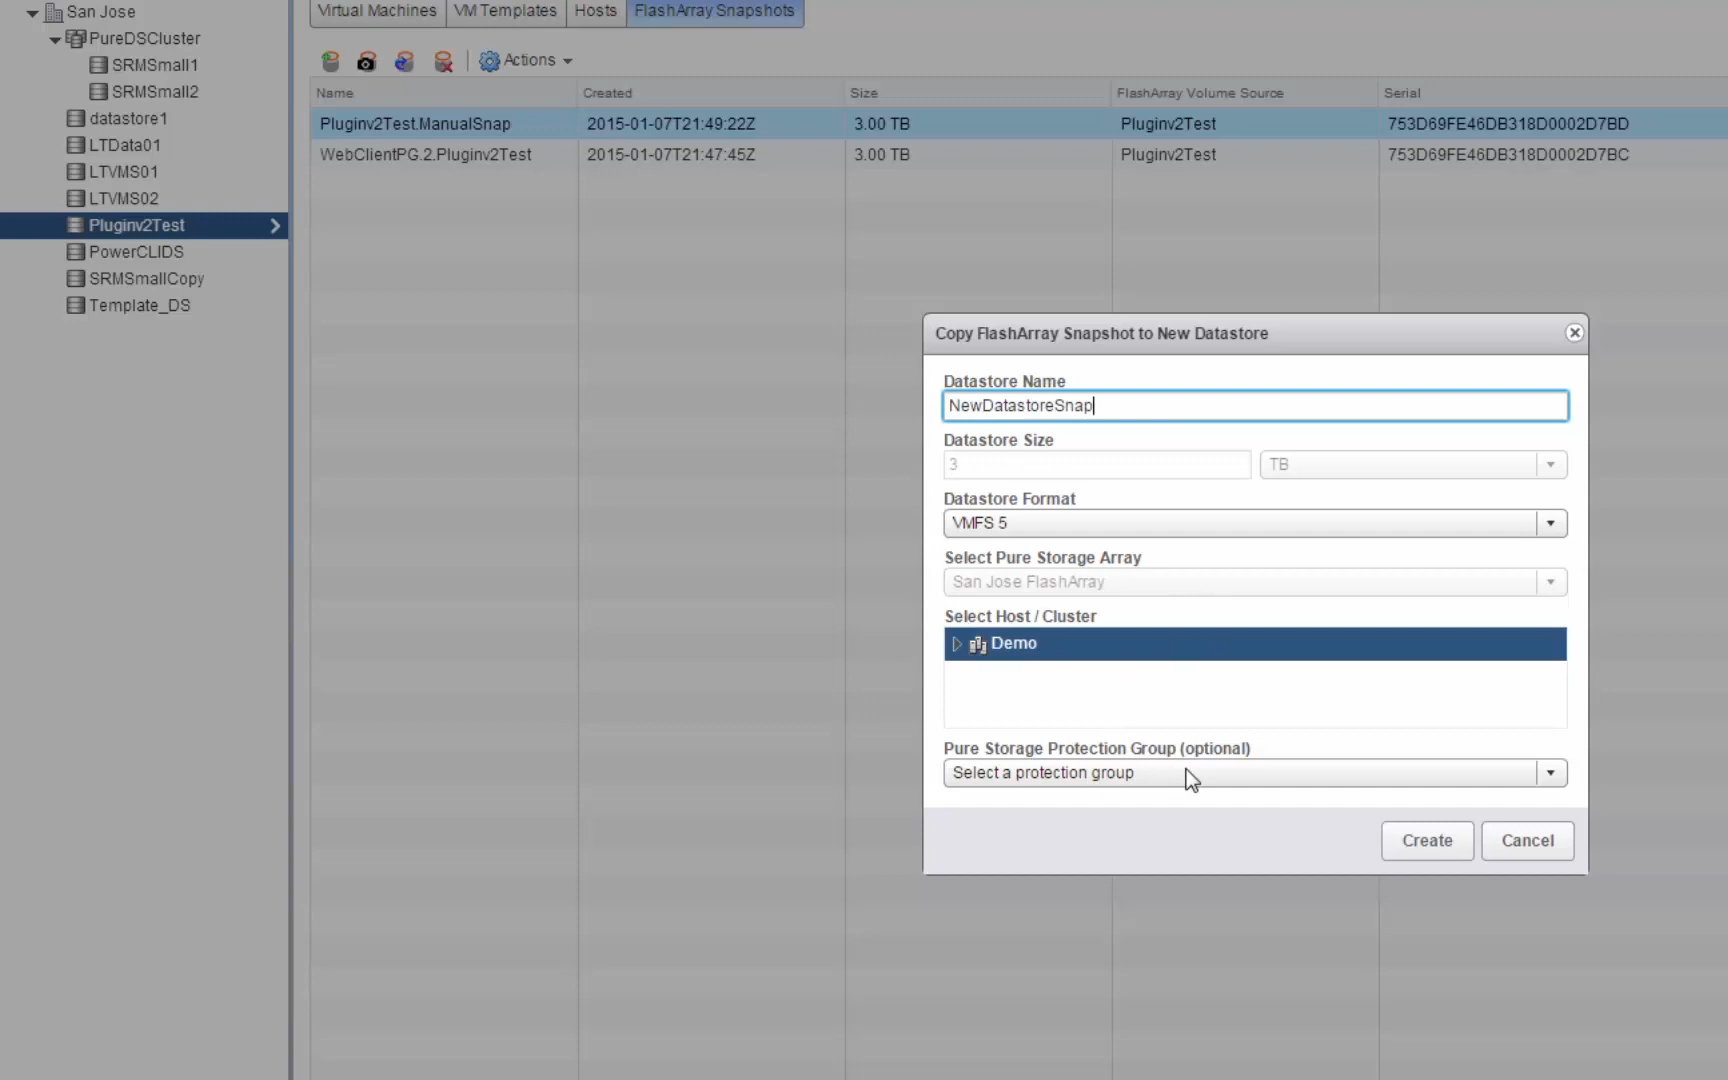 San Jose
PureDSCluster
SRMSmall1
SRMSmall2
datastore1
LTData01
LTVMS01
LTVMS02
Pluginv2Test
PowerCLIDS
SRMSmallCopy
Template_DS
Virtual Machines VM Templates Hosts FlashArray Snapshots
Actions
Name Created Size FlashArray Volume Source Serial
Pluginv2Test.ManualSnap 2015-01-07T21:49:22Z 3.00 TB Pluginv2Test 753D69FE46DB318D0002D7BD
WebClientPG.2.Pluginv2Test 2015-01-07T21:47:45Z 3.00 TB Pluginv2Test 753D69FE46DB318D0002D7BC
Copy FlashArray Snapshot to New Datastore
Datastore Name
NewDatastoreSnap
Datastore Size
3 TB
Datastore Format
VMFS 5
Select Pure Storage Array
San Jose FlashArray
Select Host / Cluster
Demo
Pure Storage Protection Group (optional)
Select a protection group
Create Cancel